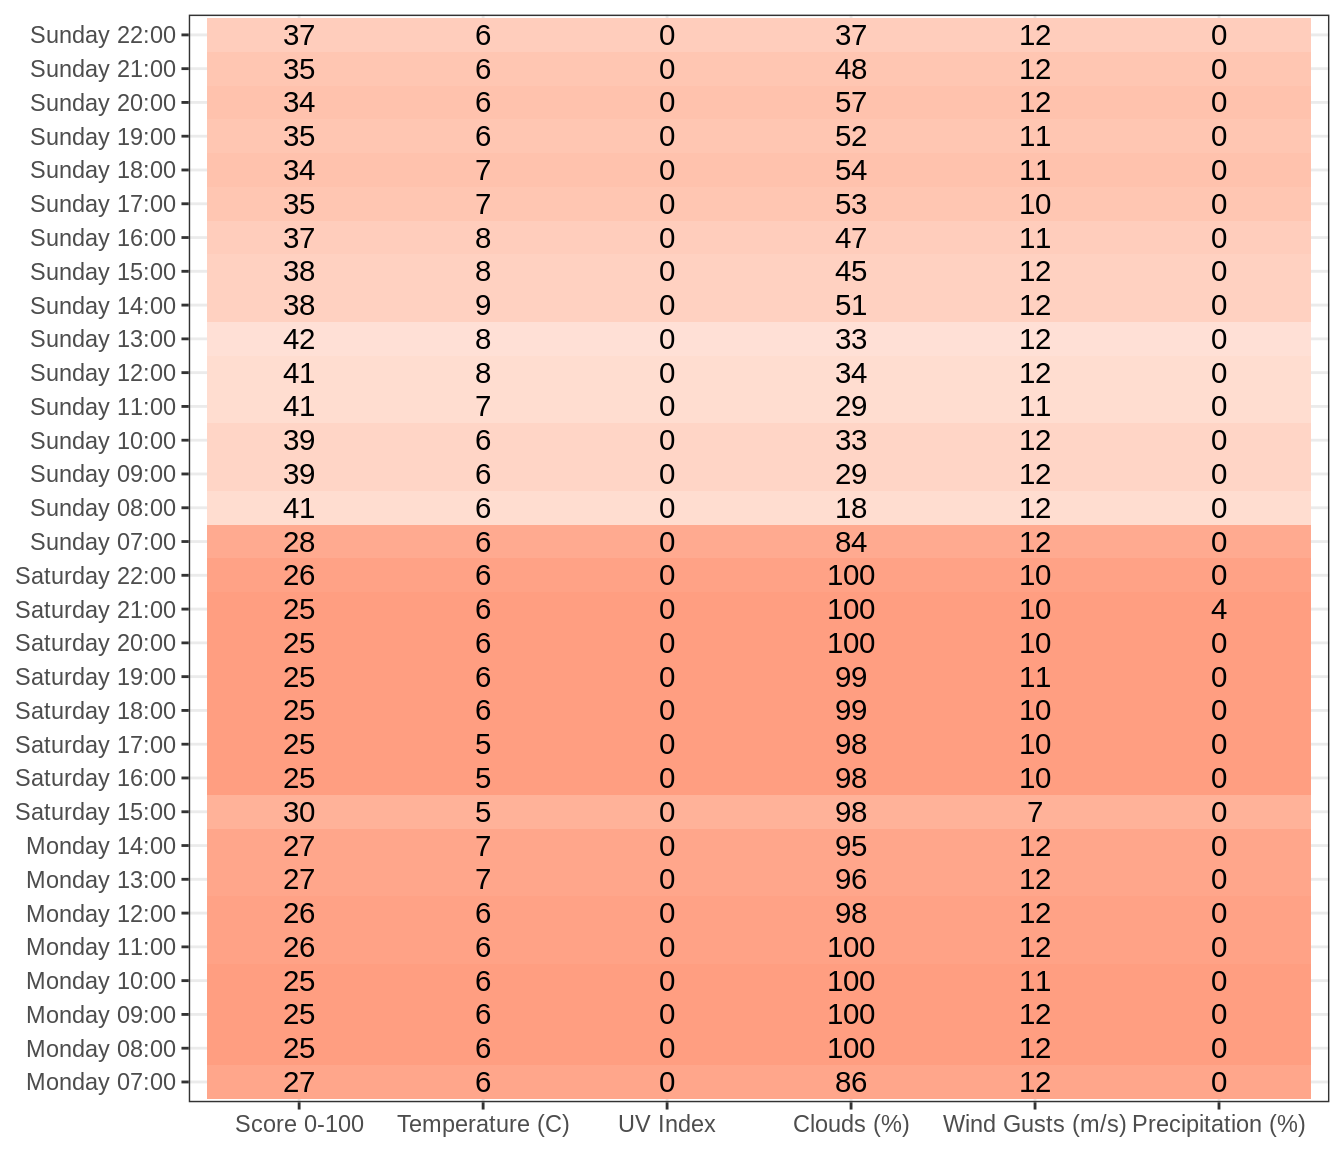 Sunday 22:00 37 6 0 37 12 0
Sunday 21:00 35 6 0 48 12 0
Sunday 20:00 34 6 0 57 12 0
Sunday 19:00 35 6 0 52 11 0
Sunday 18:00 34 7 0 54 11 0
Sunday 17:00 35 7 0 53 10 0
Sunday 16:00 37 8 0 47 11 0
Sunday 15:00 38 8 0 45 12 0
Sunday 14:00 38 9 0 51 12 0
Sunday 13:00 42 8 0 33 12 0
Sunday 12:00 41 8 0 34 12 0
Sunday 11:00 41 7 0 29 11 0
Sunday 10:00 39 6 0 33 12 0
Sunday 09:00 39 6 0 29 12 0
Sunday 08:00 41 6 0 18 12 0
Sunday 07:00 28 6 0 84 12 0
Saturday 22:00 26 6 0 100 10 0
Saturday 21:00 25 6 0 100 10 4
Saturday 20:00 25 6 0 100 10 0
Saturday 19:00 25 6 0 99 11 0
Saturday 18:00 25 6 0 99 10 0
Saturday 17:00 25 5 0 98 10 0
Saturday 16:00 25 5 0 98 10 0
Saturday 15:00 30 5 0 98 7 0
Monday 14:00 27 7 0 95 12 0
Monday 13:00 27 7 0 96 12 0
Monday 12:00 26 6 0 98 12 0
Monday 11:00 26 6 0 100 12 0
Monday 10:00 25 6 0 100 11 0
Monday 09:00 25 6 0 100 12 0
Monday 08:00 25 6 0 100 12 0
Monday 07:00 27 6 0 86 12 0
Score 0-100 Temperature (C) UV Index Clouds (%) Wind Gusts (m/s) Precipitation (%)